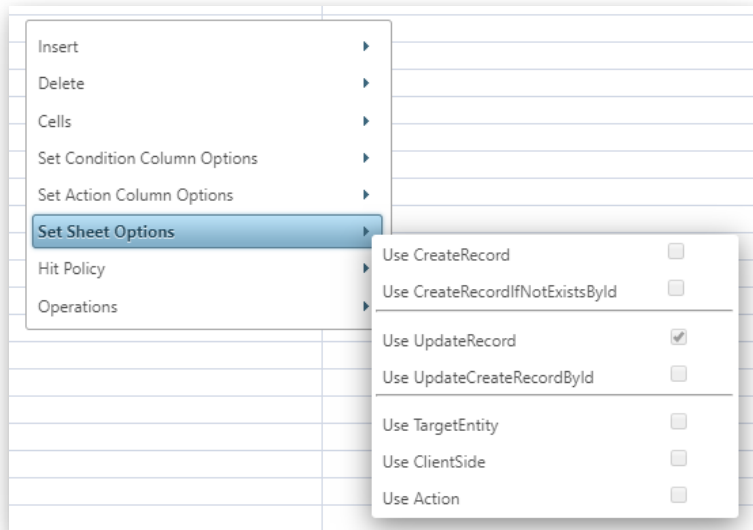 Insert
Delete
Cells
Set Condition Column Options
Set Action Column Options
Set Sheet Options
Hit Policy
Operations
Use CreateRecord
Use CreateRecordIfNotExistsById
Use UpdateRecord
Use UpdateCreateRecordById
Use TargetEntity
Use ClientSide
Use Action